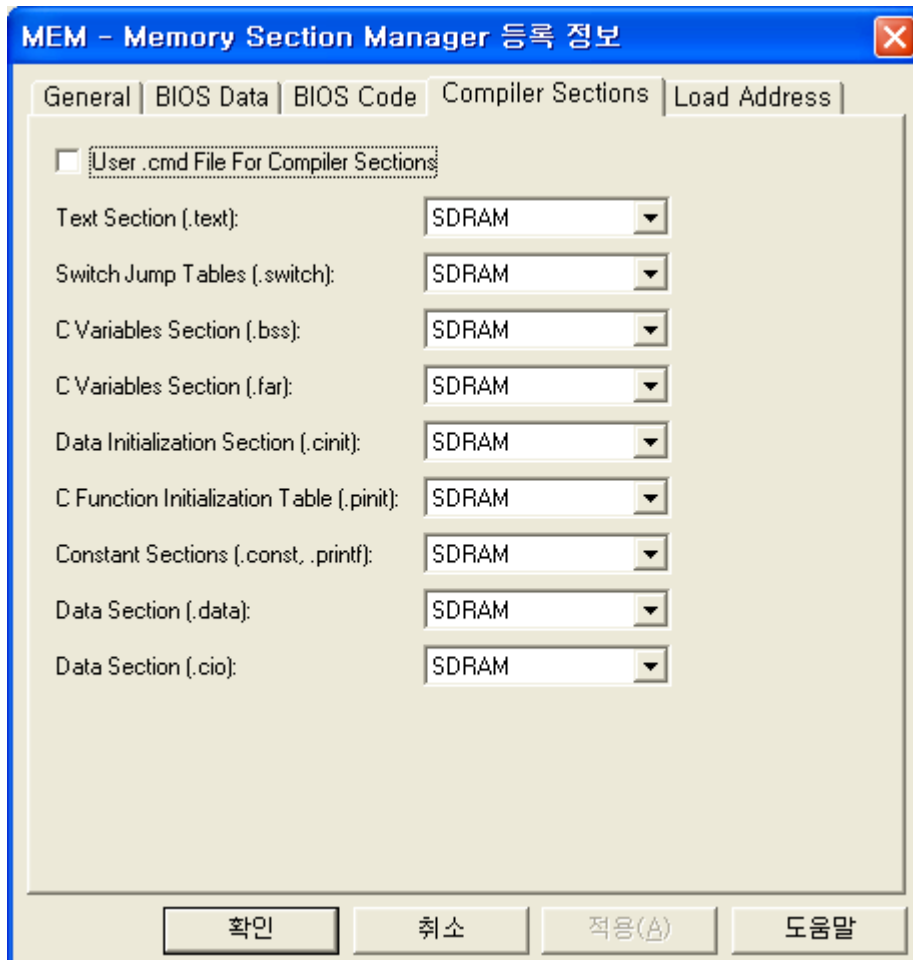 MEM - Memory Section Manager 등록 정보
General BIOS Data BIOS Code Compiler Sections Load Address
User .cmd File For Compiler Sections
Text Section (.text): SDRAM
Switch Jump Tables (.switch): SDRAM
C Variables Section (.bss): SDRAM
C Variables Section (.far): SDRAM
Data Initialization Section (.cinit): SDRAM
C Function Initialization Table (.pinit): SDRAM
Constant Sections (.const, .printf): SDRAM
Data Section (.data): SDRAM
Data Section (.cio): SDRAM
확인 취소 적용(A) 도움말